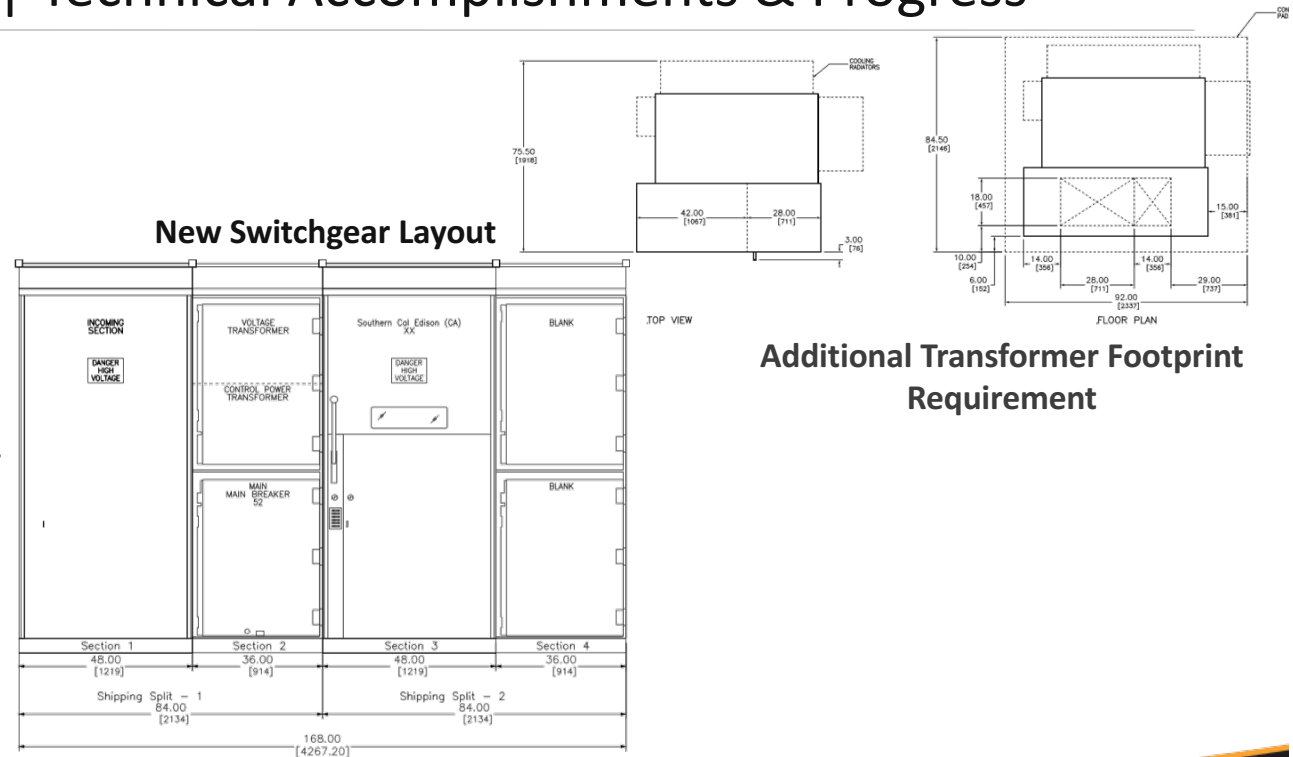 Technical Accomplishments & Progress
COOLING
RADIATORS
75.50
[1918]
42.00
[1067]
28.00
[711]
3.00
[76]
TOP VIEW
84.50
[2146]
18.00
[457]
15.00
[381]
10.00
[254]
6.00
[152]
14.00
[356]
28.00
[711]
14.00
[356]
29.00
[737]
92.00
[2337]
FLOOR PLAN
Additional Transformer Footprint
Requirement
New Switchgear Layout
INCOMING
SECTION
DANGER
HIGH
VOLTAGE
VOLTAGE
TRANSFORMER
CONTROL POWER
TRANSFORMER
MAIN
MAIN BREAKER
52
Southern Cal Edison (CA)
XX
DANGER
HIGH
VOLTAGE
BLANK
BLANK
Section 1
Section 2
Section 3
Section 4
48.00
[1219]
36.00
[914]
48.00
[1219]
36.00
[914]
Shipping Split - 1
84.00
[2134]
Shipping Split - 2
84.00
[2134]
168.00
[4267.20]